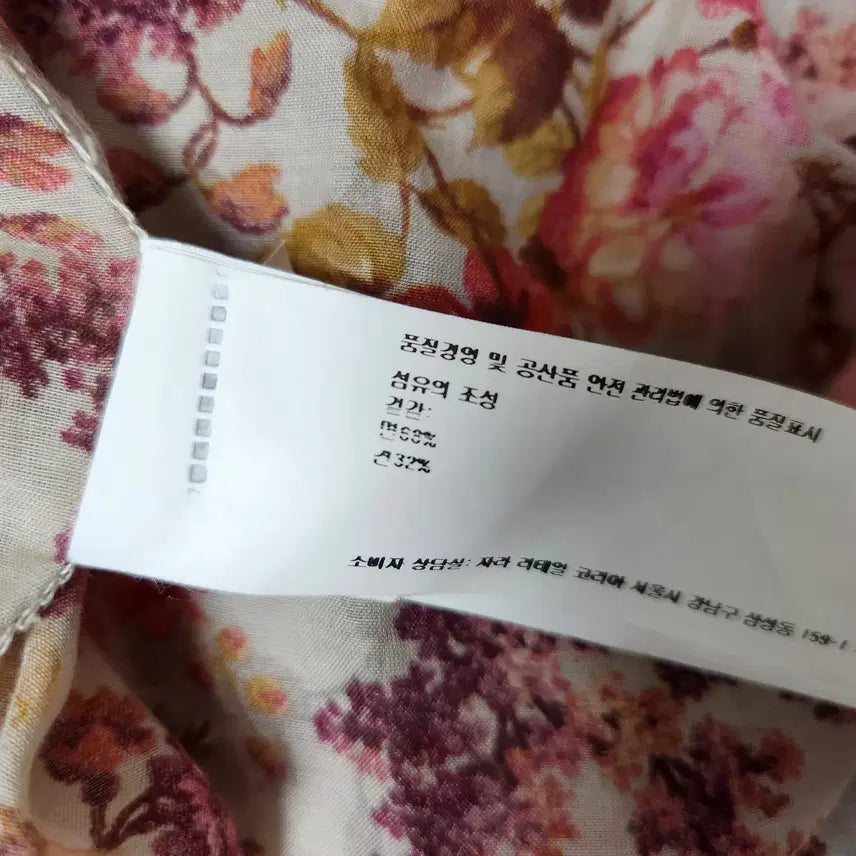 품질경영 및 공산품 안전 관리법에 의한 품질표시
섬유의 조성
겉감:
면68%
견32%
소비자 상담실: 자라 리테일 코리아 서울시 강남구 삼성동 159-1